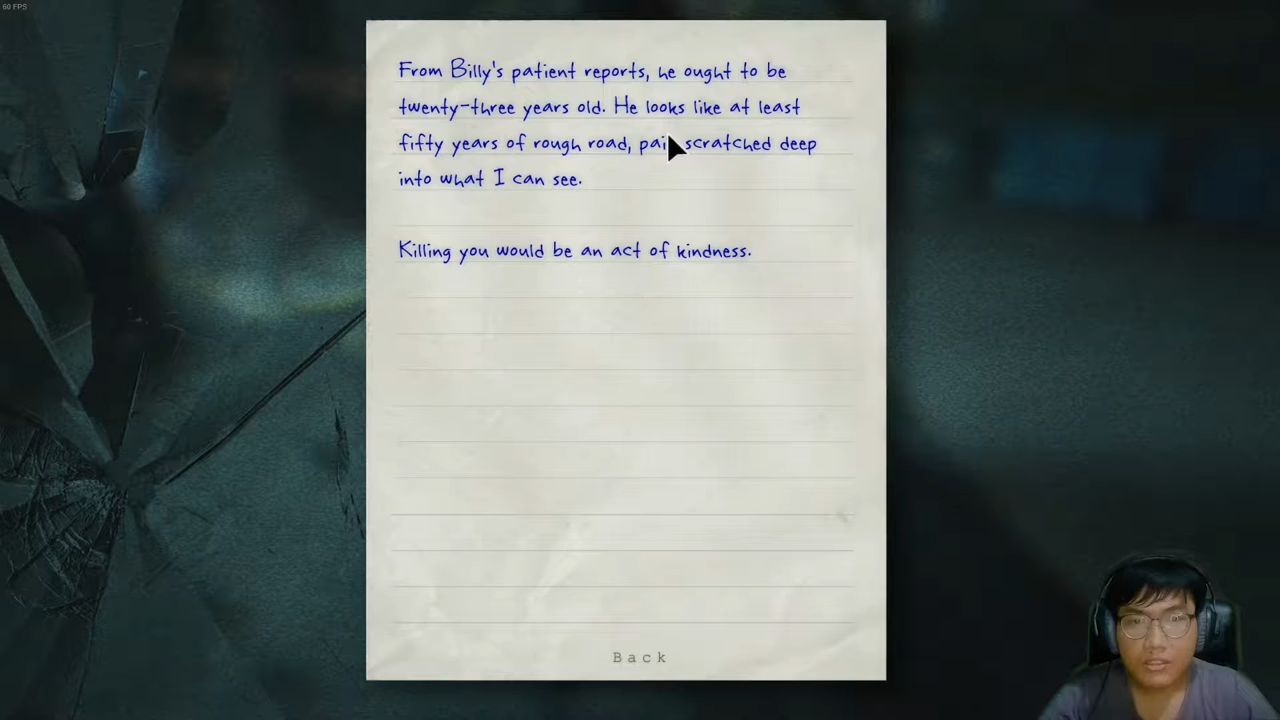 60 FPS
From Billy's patient reports, he ought to be
twenty-three years old. He looks like at least
fifty years of rough road, pain scratched deep
into what I can see.
Killing you would be an act of kindness.
Back